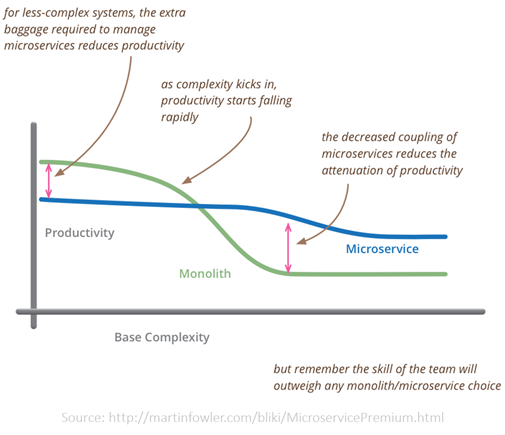 for less-complex systems, the extra
baggage required to manage
microservices reduces productivity
as complexity kicks in,
productivity starts falling
rapidly
the decreased coupling of
microservices reduces the
attenuation of productivity
Productivity
Microservice
Monolith
Base Complexity
but remember the skill of the team will
outweigh any monolith/microservice choice
Source: http://martinfowler.com/bliki/MicroservicePremium.html